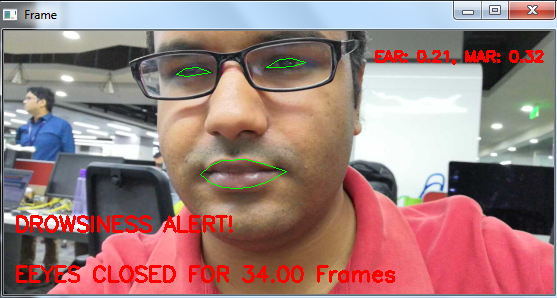 Frame
EAR: 0.21, MAR: 0.32
DROWSINESS ALERT!
EEYES CLOSED FOR 34.00 Frames